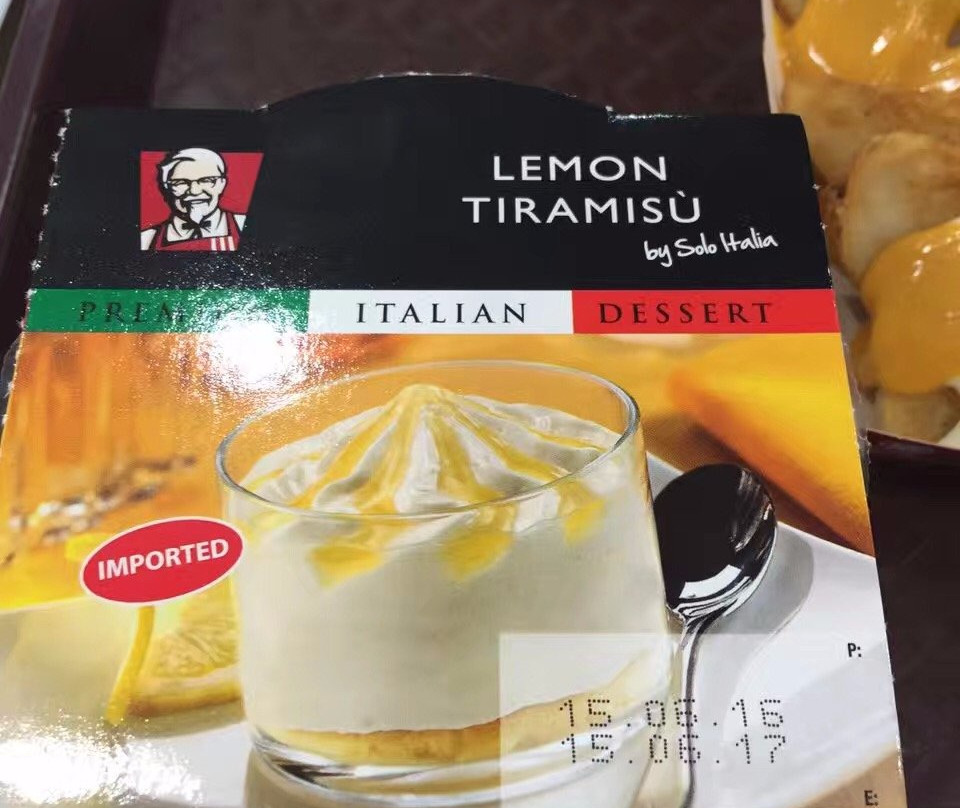 LEMON
TIRAMISÙ
by Solo Italia
ITALIAN DESSERT
IMPORTED
P:
15.06.16
15.06.17
E: